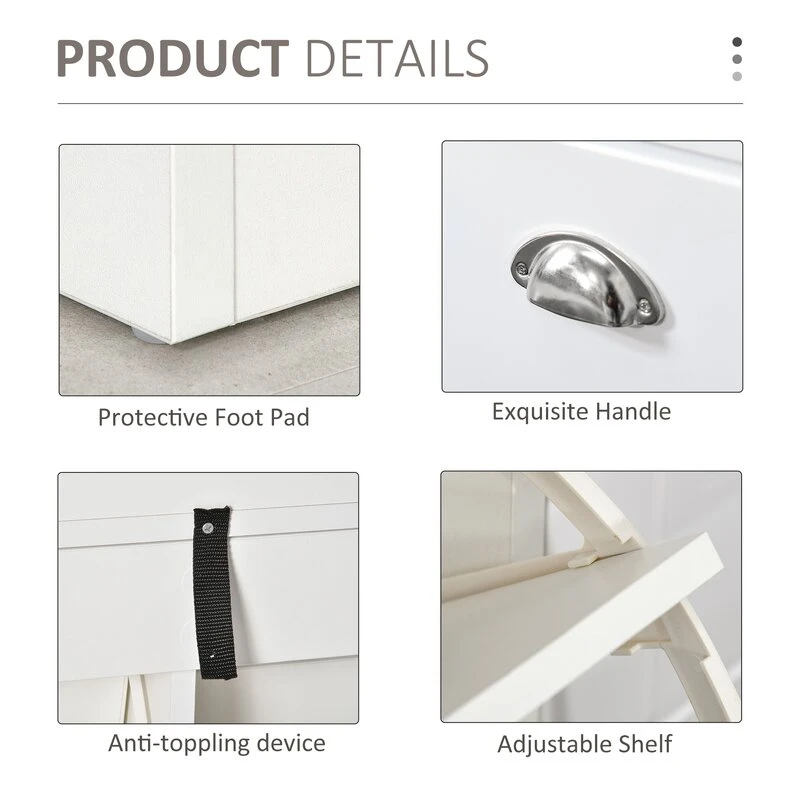 PRODUCT DETAILS
Protective Foot Pad
Exquisite Handle
Anti-toppling device
Adjustable Shelf